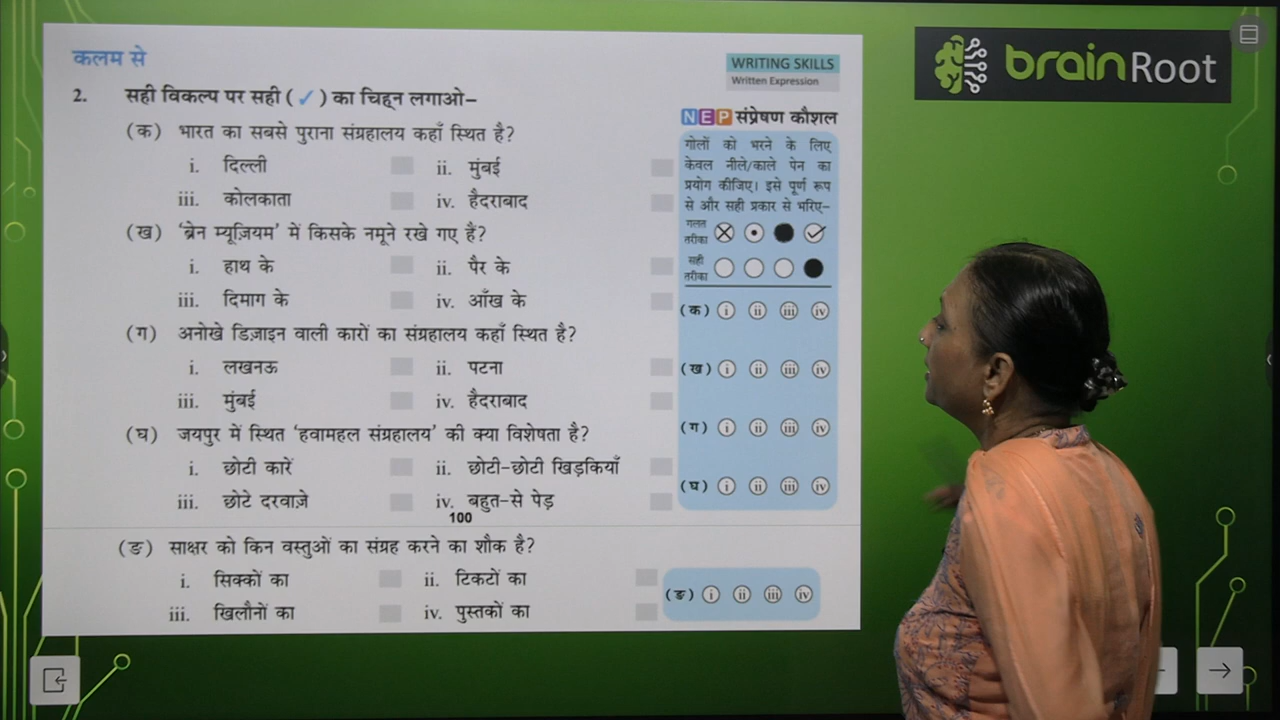 कलम से
WRITING SKILLS
Written Expression
2. सही विकल्प पर सही (✓) का चिह्न लगाओ–
(क) भारत का सबसे पुराना संग्रहालय कहाँ स्थित है?
i. दिल्ली ii. मुंबई
iii. कोलकाता iv. हैदराबाद
(ख) 'ब्रेन म्यूज़ियम' में किसके नमूने रखे गए हैं?
i. हाथ के ii. पैर के
iii. दिमाग के iv. आँख के
(ग) अनोखे डिज़ाइन वाली कारों का संग्रहालय कहाँ स्थित है?
i. लखनऊ ii. पटना
iii. मुंबई iv. हैदराबाद
(घ) जयपुर में स्थित 'हवामहल संग्रहालय' की क्या विशेषता है?
i. छोटी कारें ii. छोटी-छोटी खिड़कियाँ
iii. छोटे दरवाज़े iv. बहुत-से पेड़
100
(ङ) साक्षर को किन वस्तुओं का संग्रह करने का शौक है?
i. सिक्कों का ii. टिकटों का
iii. खिलौनों का iv. पुस्तकों का
NEP संप्रेषण कौशल
गोलों को भरने के लिए
केवल नीले/काले पेन का
प्रयोग कीजिए। इसे पूर्ण रूप
से और सही प्रकार से भरिए–
गलत
तरीका
सही
तरीका
(क) i ii iii iv
(ख) i ii iii iv
(ग) i ii iii iv
(घ) i ii iii iv
(ङ) i ii iii iv
brainRoot